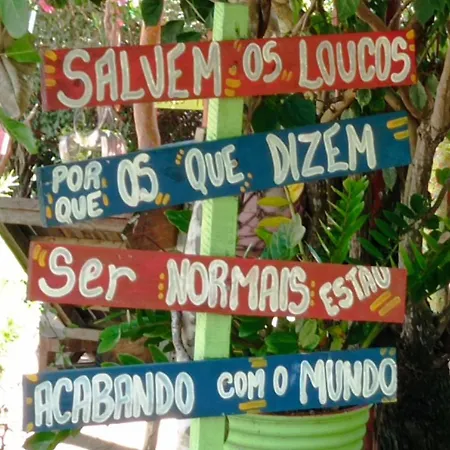 SALVEM OS LOUCOS
POR QUE OS QUE DIZEM
Ser NORMAIS ESTÃO
ACABANDO COM O MUNDO